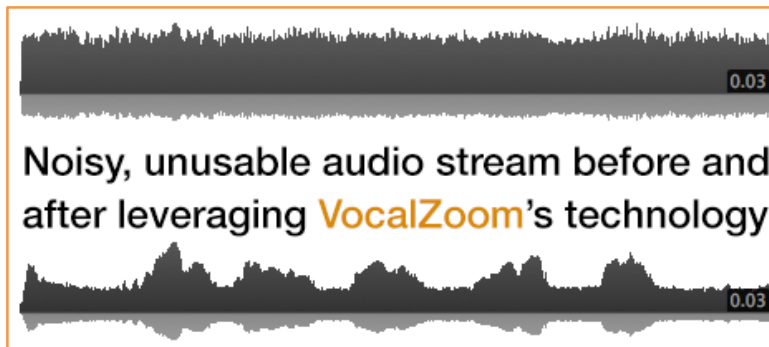 0.03
Noisy, unusable audio stream before and
after leveraging VocalZoom's technology
0.03